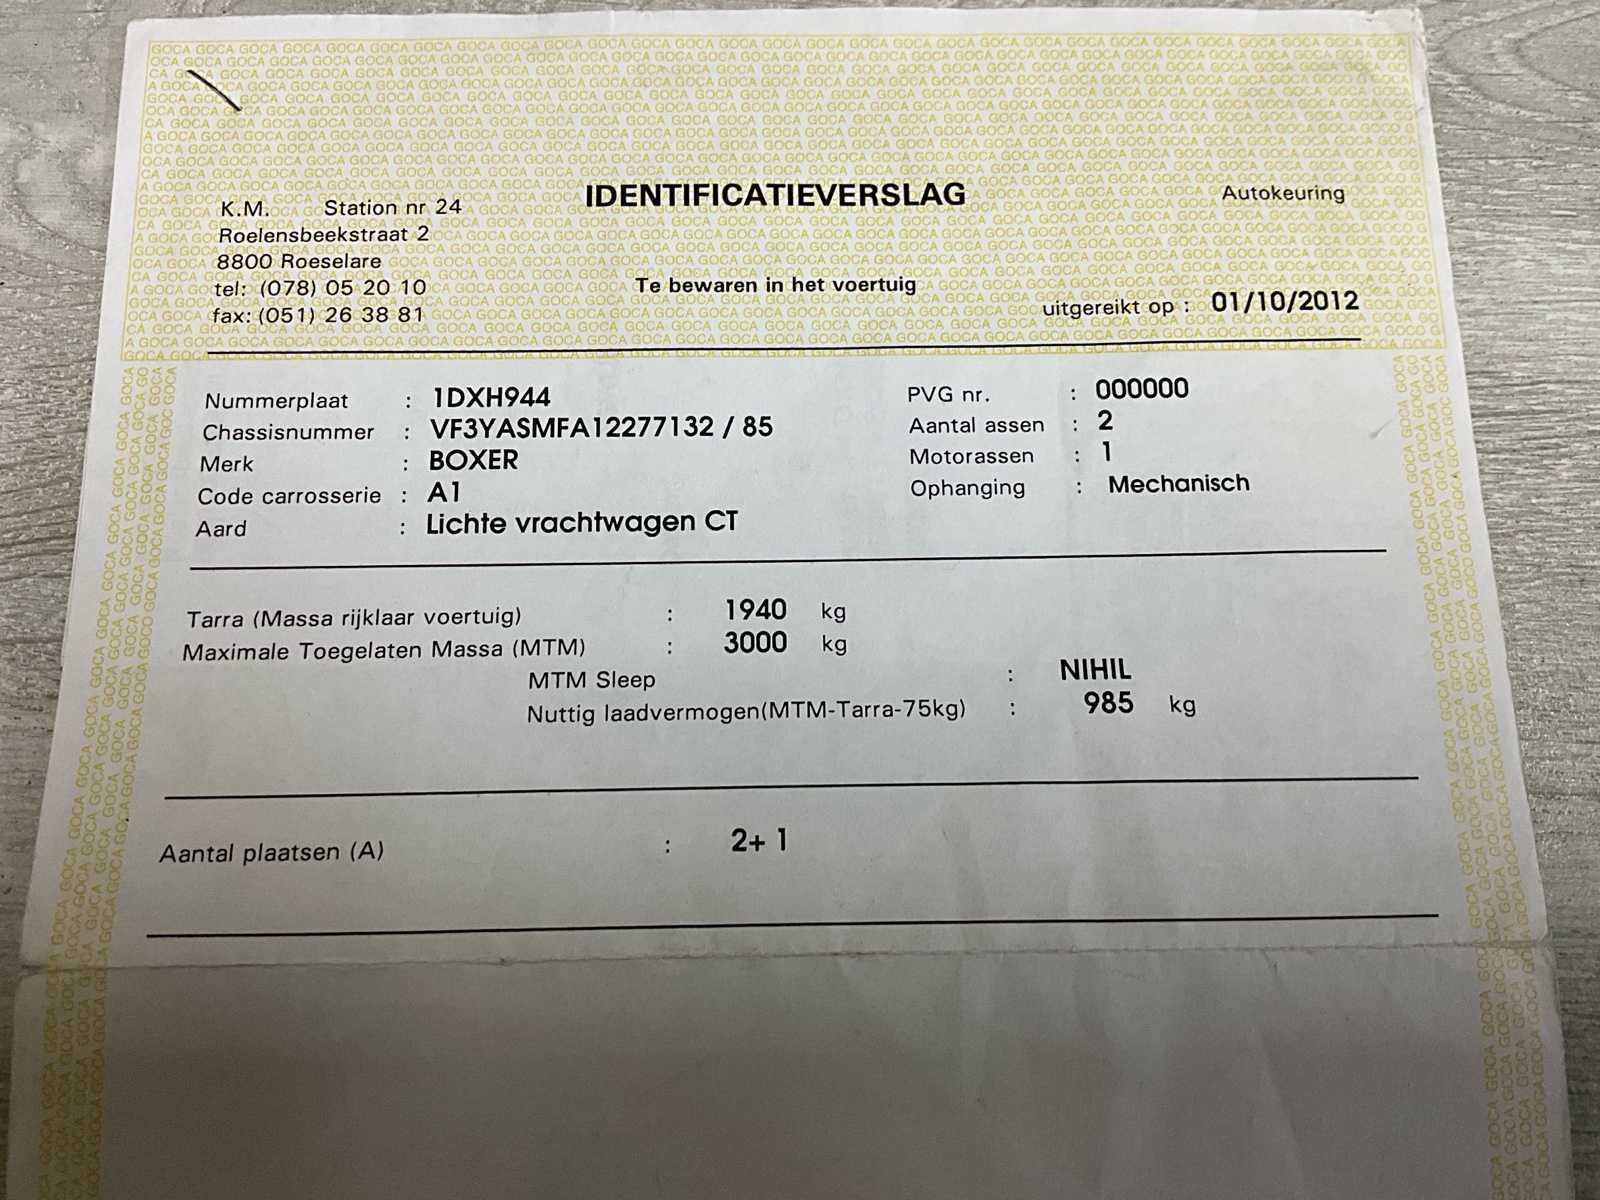 IDENTIFICATIEVERSLAG
Autokeuring
K.M. Station nr 24
Roelensbeekstraat 2
8800 Roeselare
tel: (078) 05 20 10
fax: (051) 26 38 81
Te bewaren in het voertuig
uitgereikt op : 01/10/2012
Nummerplaat : 1DXH944
Chassisnummer : VF3YASMFA12277132 / 85
Merk : BOXER
Code carrosserie : A1
Aard : Lichte vrachtwagen CT
PVG nr. : 000000
Aantal assen : 2
Motorassen : 1
Ophanging : Mechanisch
Tarra (Massa rijklaar voertuig) : 1940 kg
Maximale Toegelaten Massa (MTM) : 3000 kg
MTM Sleep : NIHIL
Nuttig laadvermogen(MTM-Tarra-75kg) : 985 kg
Aantal plaatsen (A) : 2+ 1